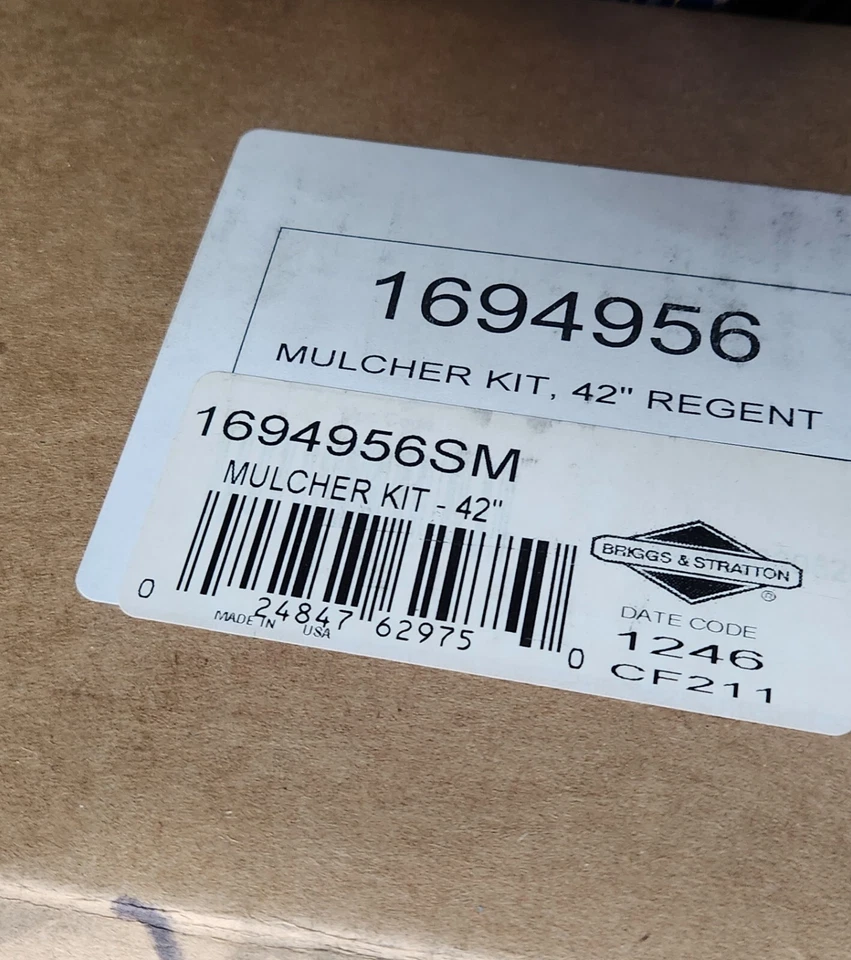 1694956
MULCHER KIT, 42" REGENT
1694956SM
MULCHER KIT - 42"
0 24847 62975 0
MADE IN USA
BRIGGS & STRATTON
®
DATE CODE
1246
CF211